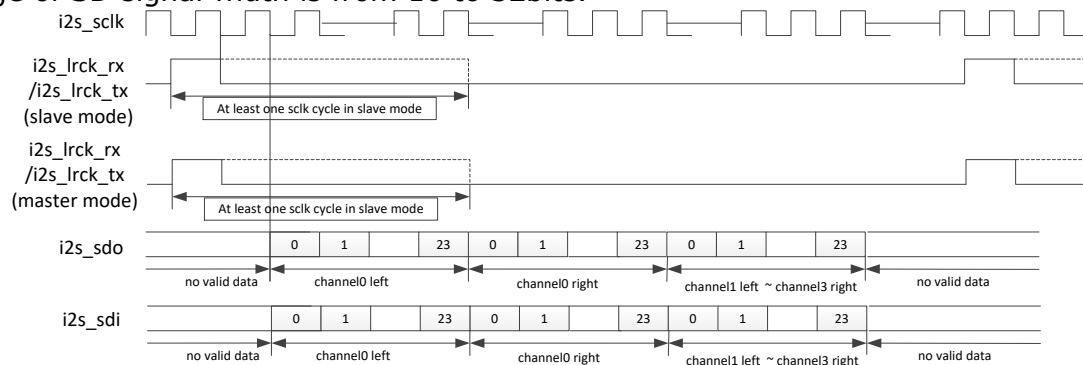 i2s_sclk
i2s_lrck_rx
/i2s_lrck_tx
(slave mode)
At least one sclk cycle in slave mode
i2s_lrck_rx
/i2s_lrck_tx
(master mode)
At least one sclk cycle in slave mode
i2s_sdo
0 1 23 0 1 23 0 1 23
no valid data channel0 left channel0 right channel1 left ~ channel3 right no valid data
i2s_sdi
0 1 23 0 1 23 0 1 23
no valid data channel0 left channel0 right channel1 left ~ channel3 right no valid data